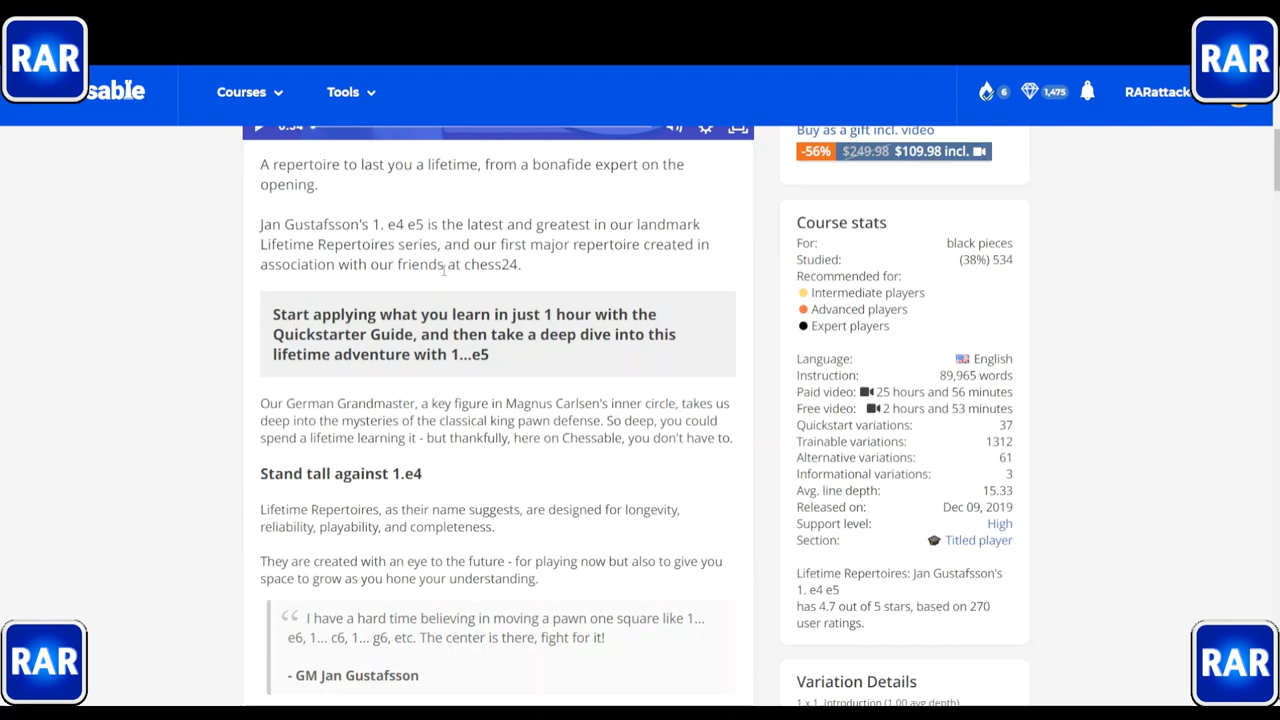 RAR
RAR
sable
Courses
Tools
6
1,475
RARattack
0:54
A repertoire to last you a lifetime, from a bonafide expert on the
opening.
Jan Gustafsson's 1. e4 e5 is the latest and greatest in our landmark
Lifetime Repertoires series, and our first major repertoire created in
association with our friends at chess24.
Start applying what you learn in just 1 hour with the
Quickstarter Guide, and then take a deep dive into this
lifetime adventure with 1...e5
Our German Grandmaster, a key figure in Magnus Carlsen's inner circle, takes us
deep into the mysteries of the classical king pawn defense. So deep, you could
spend a lifetime learning it - but thankfully, here on Chessable, you don't have to.
Stand tall against 1.e4
Lifetime Repertoires, as their name suggests, are designed for longevity,
reliability, playability, and completeness.
They are created with an eye to the future - for playing now but also to give you
space to grow as you hone your understanding.
“ I have a hard time believing in moving a pawn one square like 1...
e6, 1... c6, 1... g6, etc. The center is there, fight for it!
- GM Jan Gustafsson
Buy as a gift incl. video
-56% $249.98 $109.98 incl.
Course stats
For: black pieces
Studied: (38%) 534
Recommended for:
Intermediate players
Advanced players
Expert players
Language: English
Instruction: 89,965 words
Paid video: 25 hours and 56 minutes
Free video: 2 hours and 53 minutes
Quickstart variations: 37
Trainable variations: 1312
Alternative variations: 61
Informational variations: 3
Avg. line depth: 15.33
Released on: Dec 09, 2019
Support level: High
Section: Titled player
Lifetime Repertoires: Jan Gustafsson's
1. e4 e5
has 4.7 out of 5 stars, based on 270
user ratings.
Variation Details
1 x 1. Introduction (1.00 avg depth)
RAR
RAR